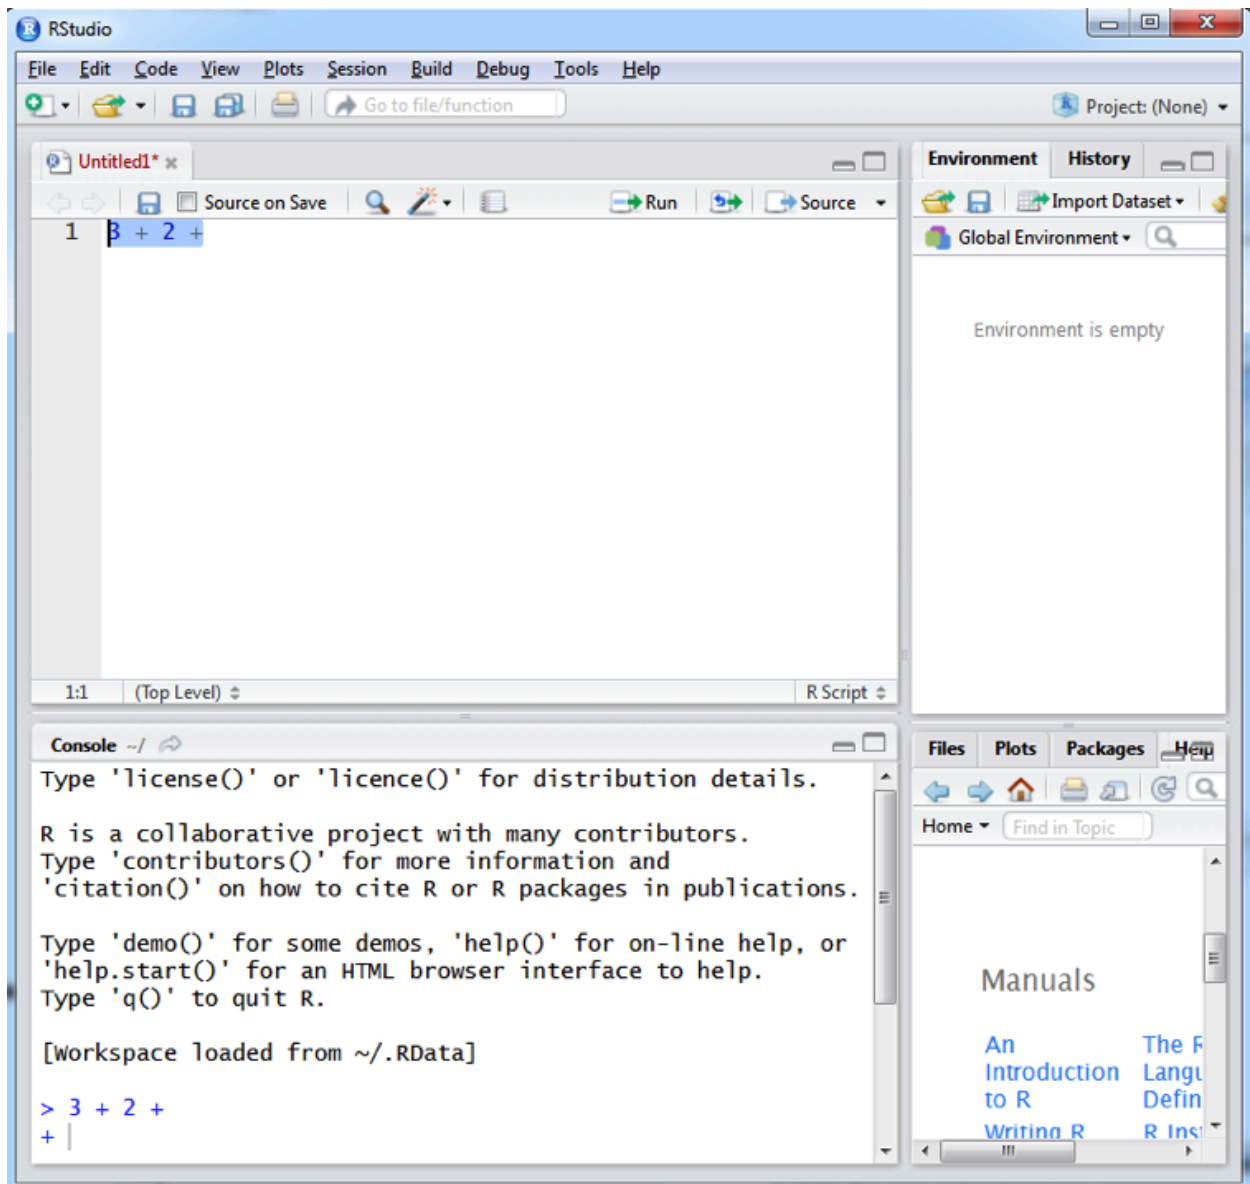 RStudio
File Edit Code View Plots Session Build Debug Tools Help
Go to file/function
Project: (None)
Untitled1*
Source on Save Run Source
1 3 + 2 +
1:1 (Top Level) R Script
Console ~/
Type 'license()' or 'licence()' for distribution details.
R is a collaborative project with many contributors.
Type 'contributors()' for more information and
'citation()' on how to cite R or R packages in publications.
Type 'demo()' for some demos, 'help()' for on-line help, or
'help.start()' for an HTML browser interface to help.
Type 'q()' to quit R.
[Workspace loaded from ~/.RData]
> 3 + 2 +
+
Environment History
Import Dataset
Global Environment
Environment is empty
Files Plots Packages Help
Home Find in Topic
Manuals
An The R
Introduction Langu
to R Defin
Writing R R Inst